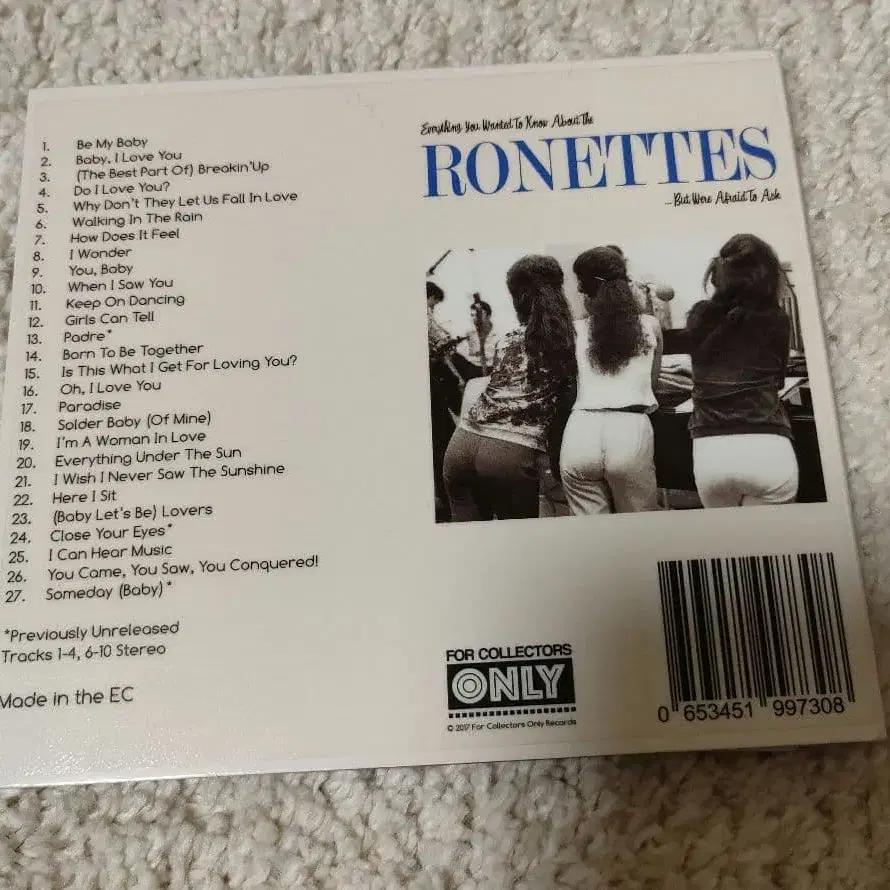 1. Be My Baby
2. Baby, I Love You
3. (The Best Part Of) Breakin'Up
4. Do I Love You?
5. Why Don't They Let Us Fall In Love
6. Walking In The Rain
7. How Does It Feel
8. I Wonder
9. You, Baby
10. When I Saw You
11. Keep On Dancing
12. Girls Can Tell
13. Padre*
14. Born To Be Together
15. Is This What I Get For Loving You?
16. Oh, I Love You
17. Paradise
18. Solder Baby (Of Mine)
19. I'm A Woman In Love
20. Everything Under The Sun
21. I Wish I Never Saw The Sunshine
22. Here I Sit
23. (Baby Let's Be) Lovers
24. Close Your Eyes*
25. I Can Hear Music
26. You Came, You Saw, You Conquered!
27. Someday (Baby)*
*Previously Unreleased
Tracks 1-4, 6-10 Stereo
Made in the EC
Everything You Wanted To Know About The
RONETTES
...But Were Afraid To Ask
FOR COLLECTORS
ONLY
© 2017 For Collectors Only Records
0 653451 997308